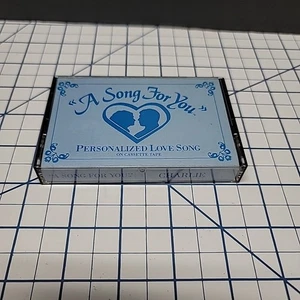 "A Song For You"
PERSONALIZED LOVE SONG
ON CASSETTE TAPE
"A SONG FOR YOU" CHARLIE